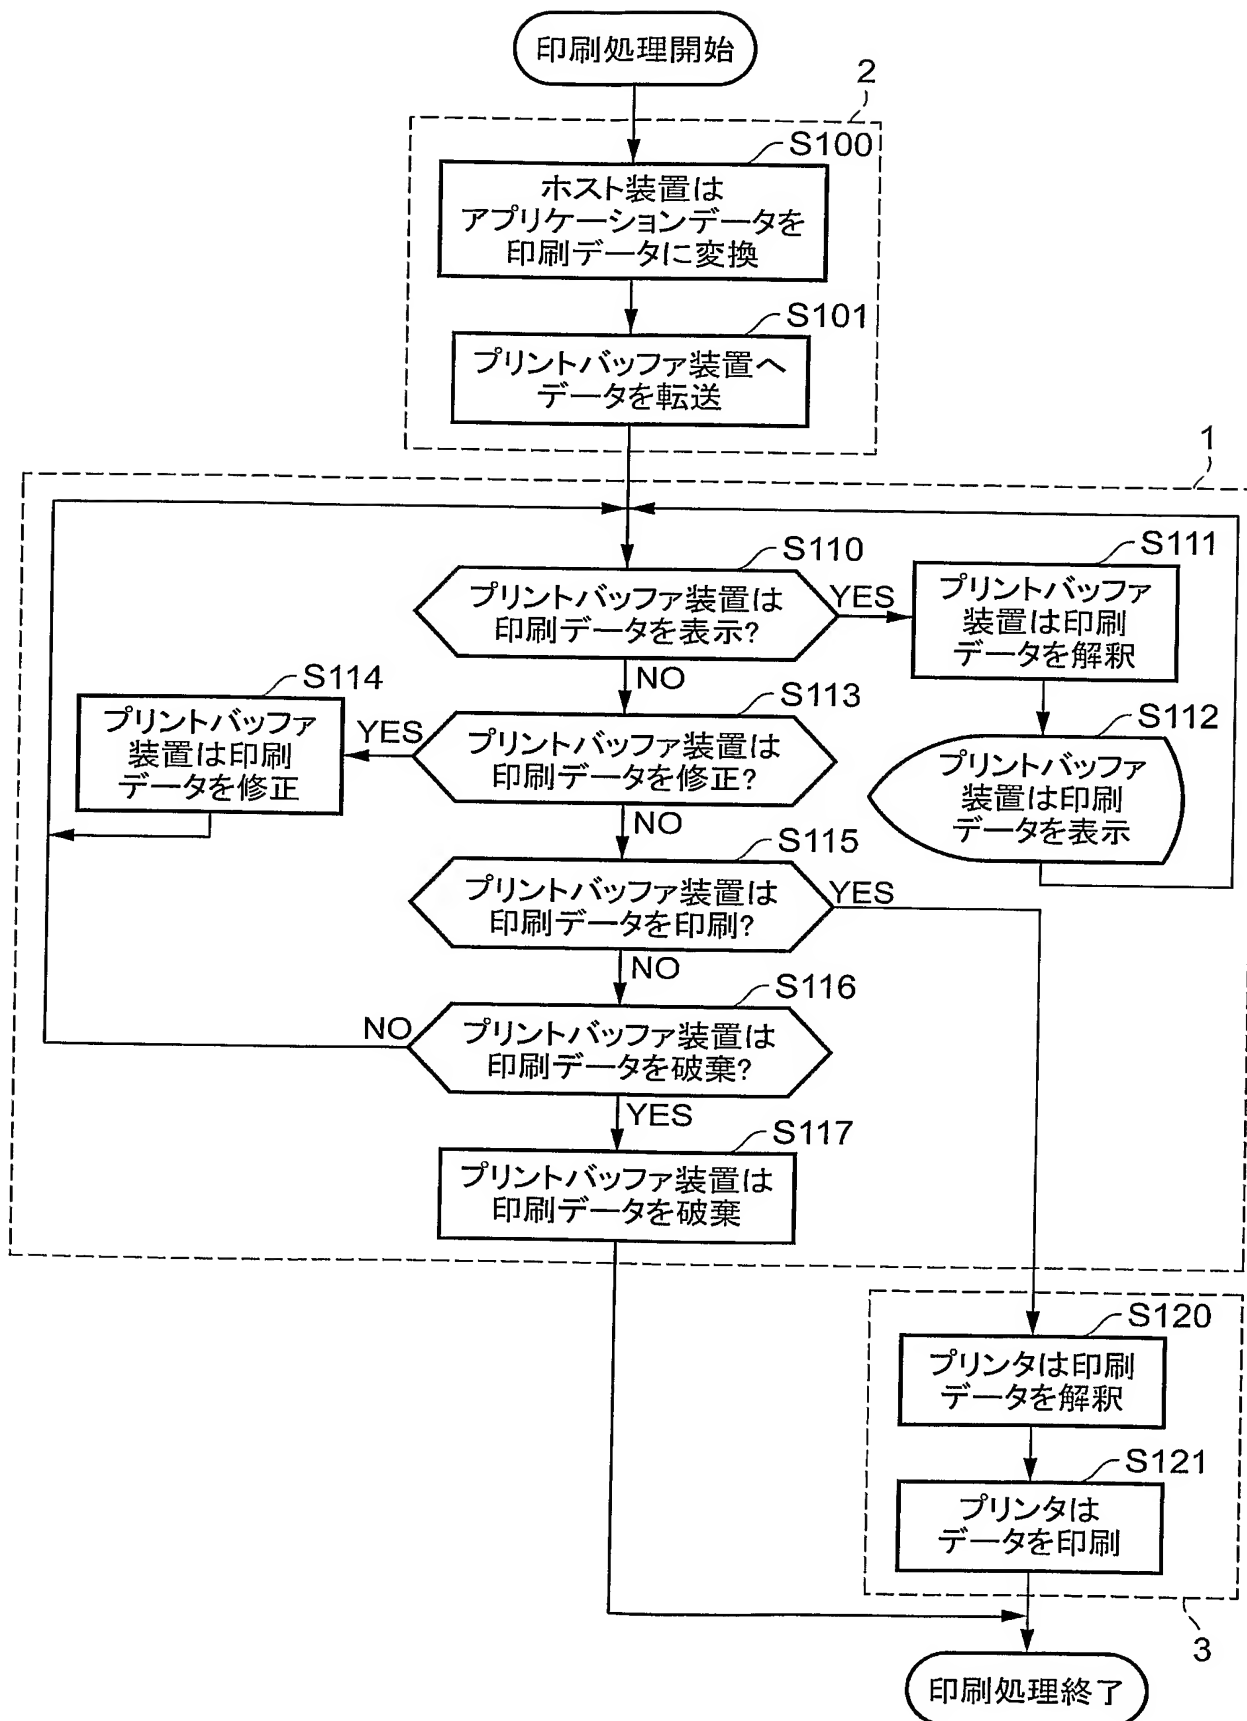 印刷処理開始
2
S100
ホスト装置は
アプリケーションデータを
印刷データに変換
S101
プリントバッファ装置へ
データを転送
1
S110
プリントバッファ装置は
印刷データを表示?
YES
NO
S111
プリントバッファ
装置は印刷
データを解釈
S112
プリントバッファ
装置は印刷
データを表示
S113
プリントバッファ装置は
印刷データを修正?
YES
NO
S114
プリントバッファ
装置は印刷
データを修正
S115
プリントバッファ装置は
印刷データを印刷?
YES
NO
S116
プリントバッファ装置は
印刷データを破棄?
NO
YES
S117
プリントバッファ装置は
印刷データを破棄
S120
プリンタは印刷
データを解釈
S121
プリンタは
データを印刷
3
印刷処理終了